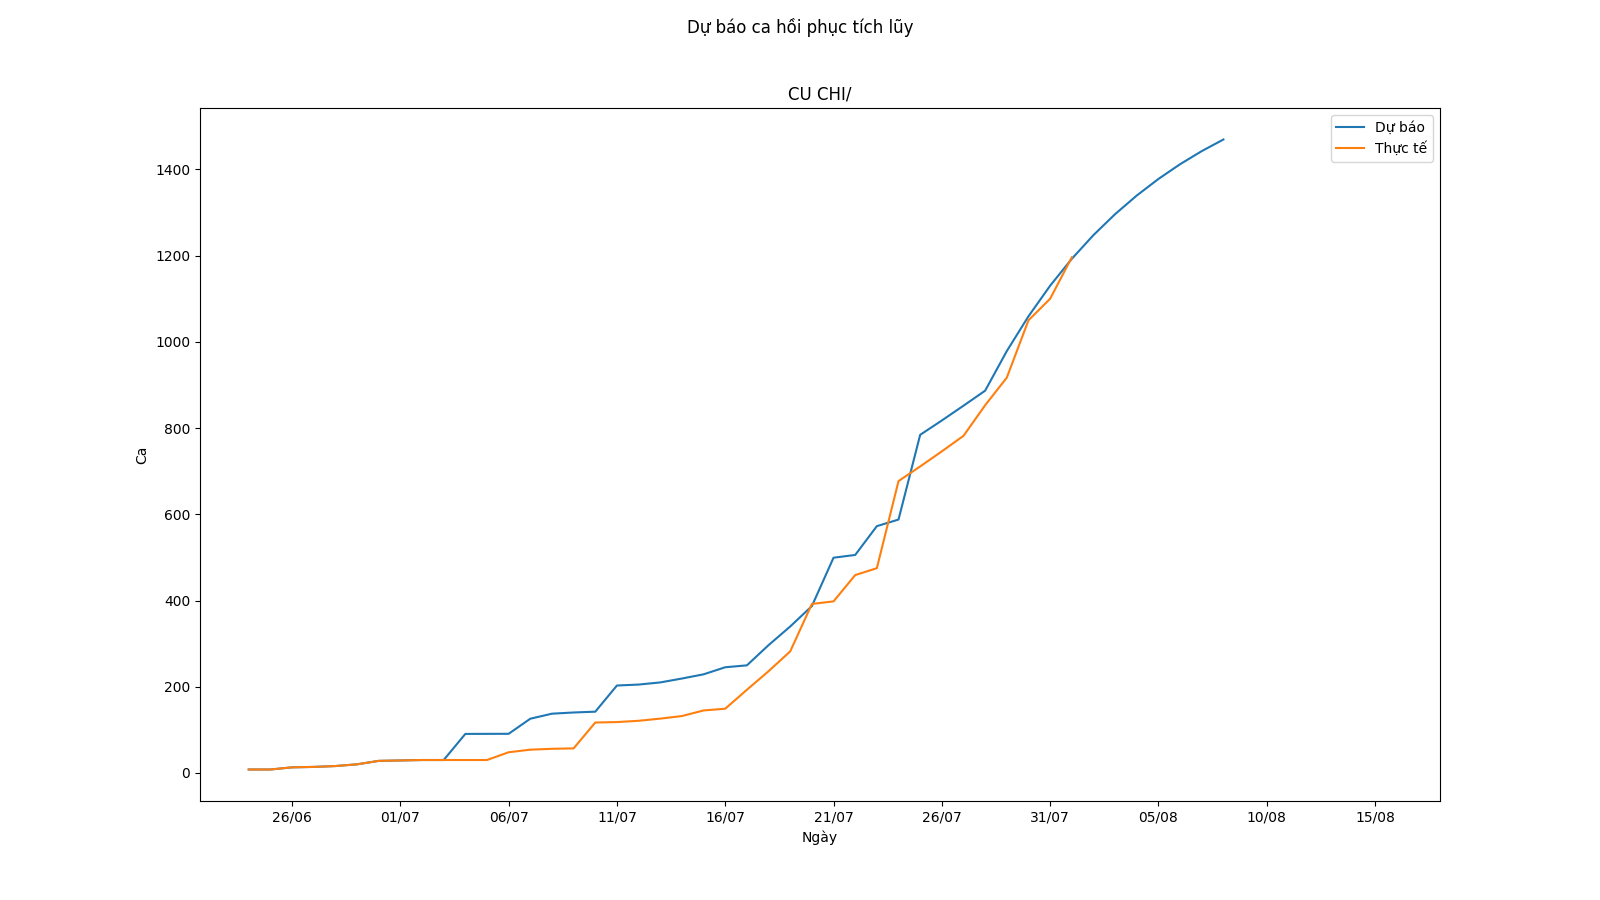 Dự báo ca hồi phục tích lũy
CU CHI/
Dự báo
Thực tế
1400
1200
1000
800
600
400
200
0
Ca
26/06 01/07 06/07 11/07 16/07 21/07 26/07 31/07 05/08 10/08 15/08
Ngày